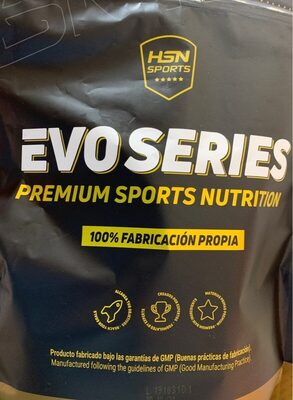 HSN
SPORTS
EVO SERIES
PREMIUM SPORTS NUTRITION
100% FABRICACIÓN PROPIA
Producto fabricado bajo las garantías de GMP (Buenas prácticas de fabricación).
Manufactured following the guidelines of GMP (Good Manufacturing Practice).